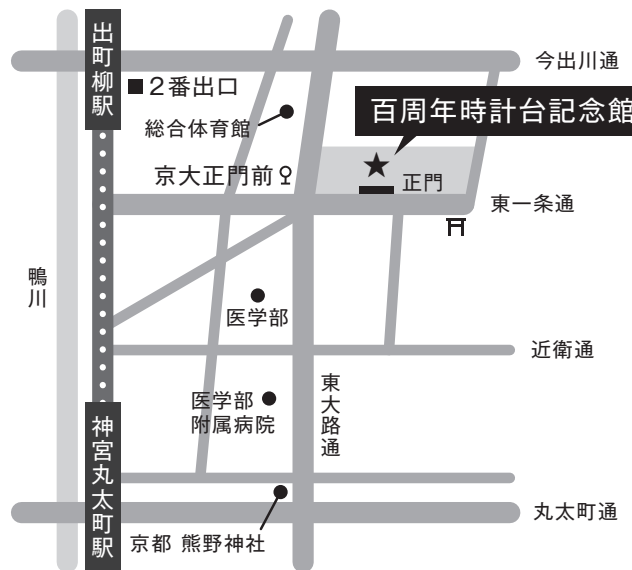 出町柳駅
■２番出口
今出川通
百周年時計台記念館
総合体育館
京大正門前
正門
東一条通
鴨川
医学部
近衛通
東大路通
医学部
附属病院
神宮丸太町駅
丸太町通
京都 熊野神社